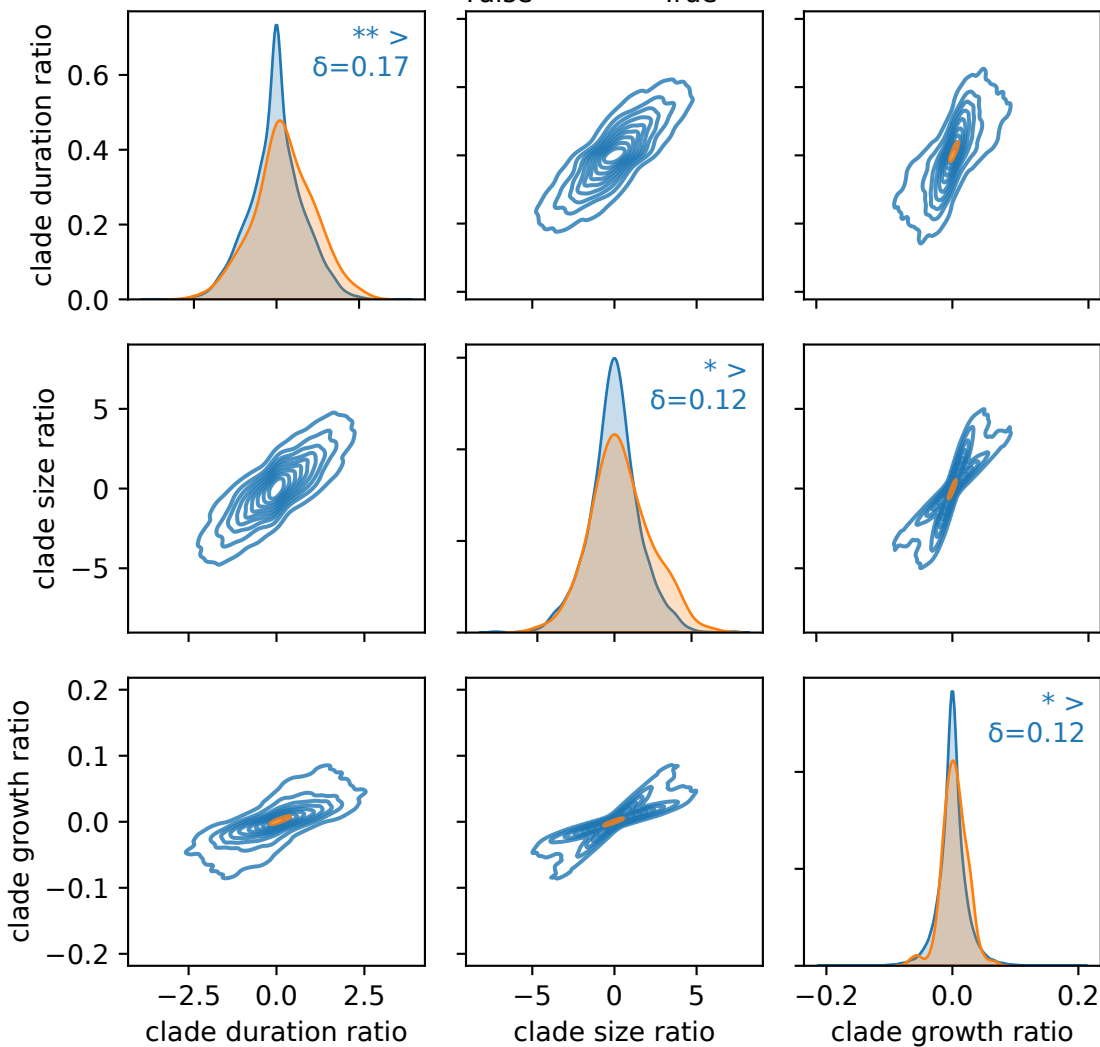 True
clade duration ratio
0.6
0.4
0.2
0.0
** >
δ=0.17
clade size ratio
5
0
−5
* >
δ=0.12
clade growth ratio
0.2
0.1
0.0
−0.1
−0.2
* >
δ=0.12
−2.5 0.0 2.5
−5 0 5
−0.2 0.0 0.2
clade duration ratio
clade size ratio
clade growth ratio